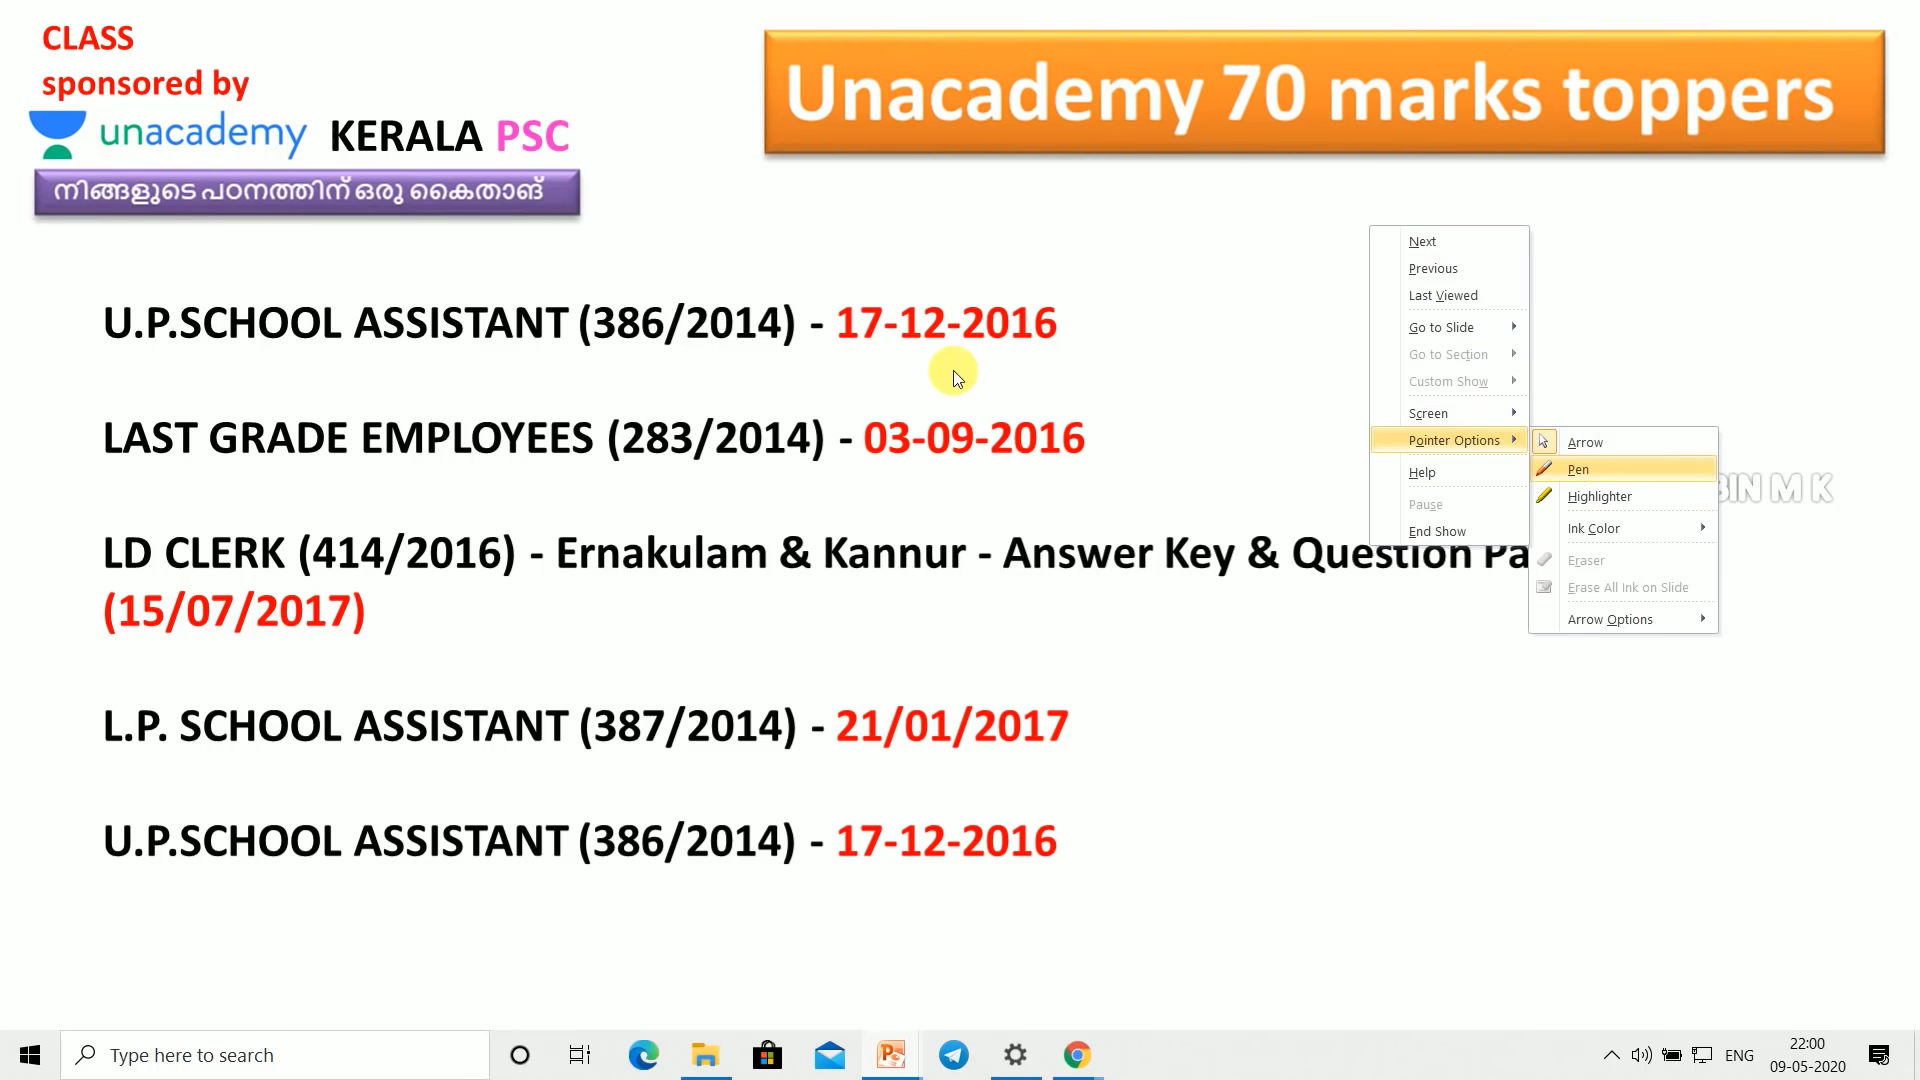 CLASS
sponsored by
unacademy KERALA PSC
നിങ്ങളുടെ പഠനത്തിന് ഒരു കൈതാങ്
Unacademy 70 marks toppers
U.P.SCHOOL ASSISTANT (386/2014) - 17-12-2016
LAST GRADE EMPLOYEES (283/2014) - 03-09-2016
LD CLERK (414/2016) - Ernakulam & Kannur - Answer Key & Question Pa
(15/07/2017)
L.P. SCHOOL ASSISTANT (387/2014) - 21/01/2017
U.P.SCHOOL ASSISTANT (386/2014) - 17-12-2016
Next
Previous
Last Viewed
Go to Slide
Go to Section
Custom Show
Screen
Pointer Options
Help
Pause
End Show
Arrow
Pen
Highlighter
Ink Color
Eraser
Erase All Ink on Slide
Arrow Options
BIN M K
Type here to search
ENG
22:00
09-05-2020